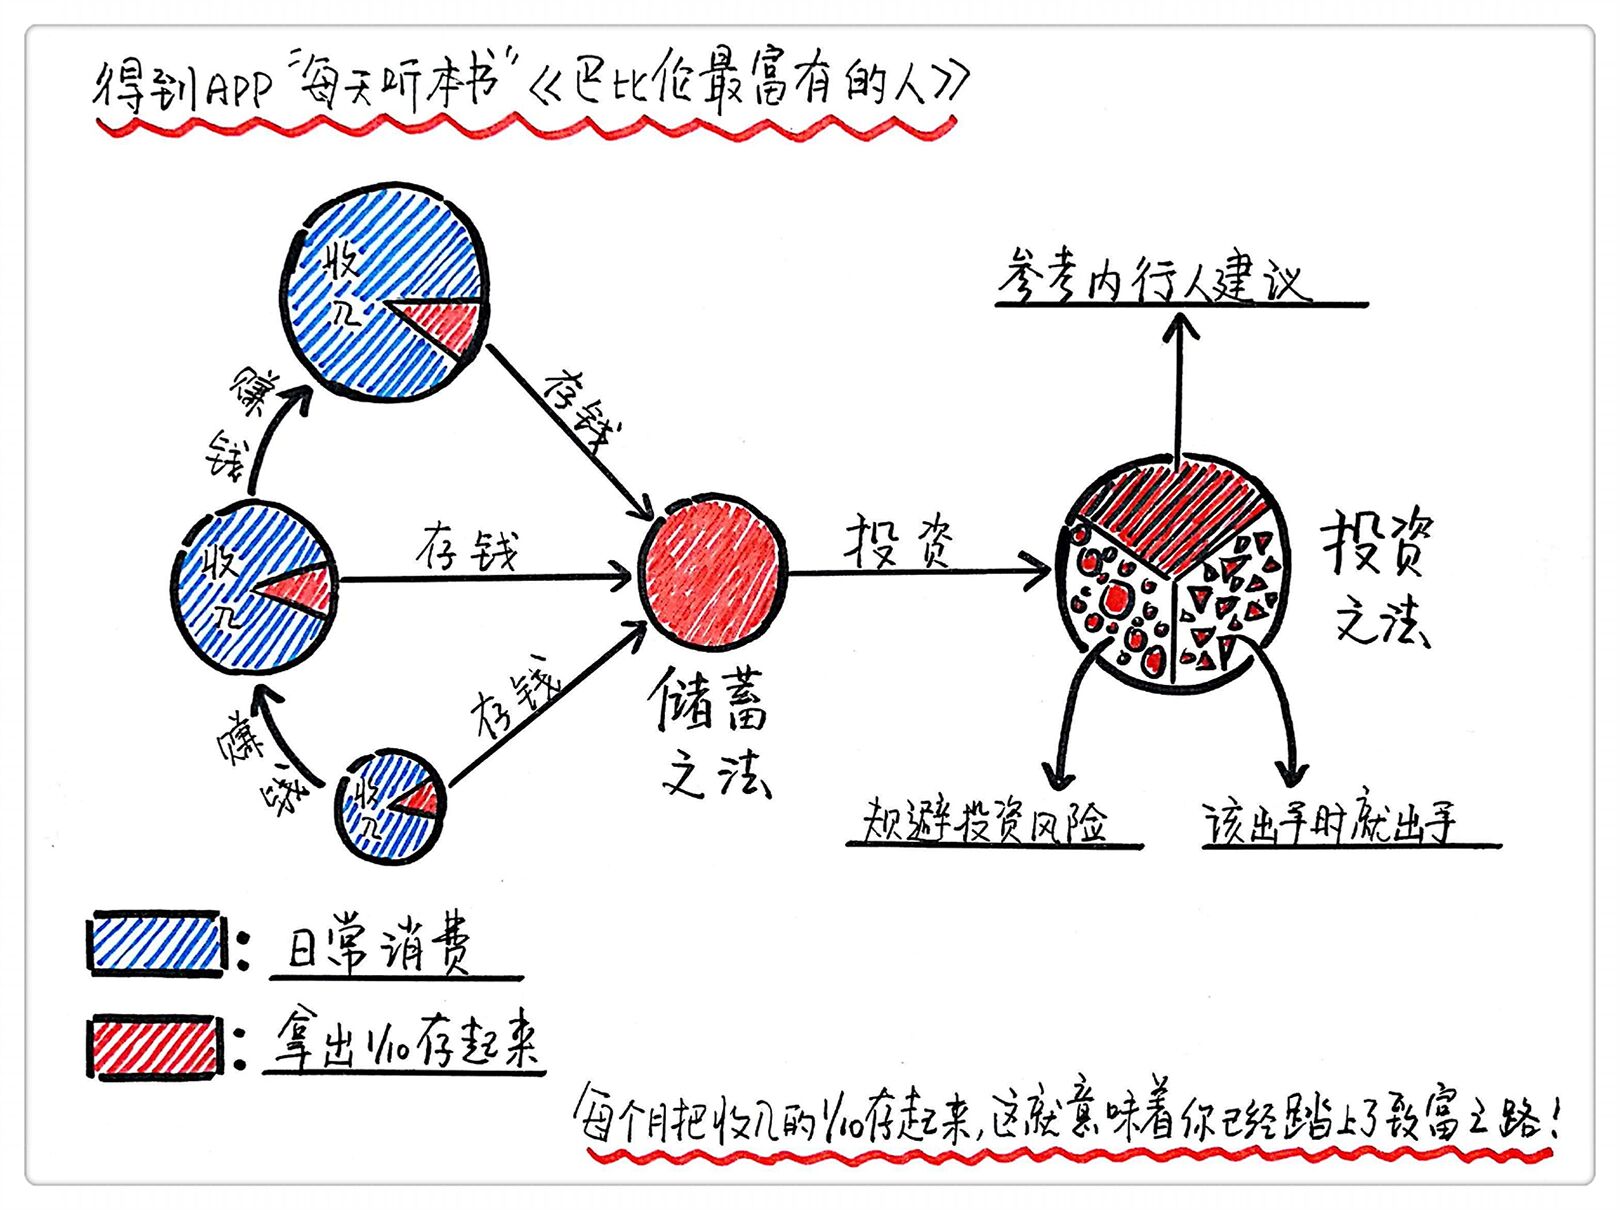 得到APP“每天听本书”《巴比伦最富有的人》
收
入
参考内行人建议
赚
钱
存钱
收
入
存钱
投资
投资
之法
存钱
储蓄
之法
赚
钱
收
入
规避投资风险
该出手时就出手
：日常消费
：拿出1/10存起来
每个月把收入的1/10存起来,这就意味着你已经踏上了致富之路!